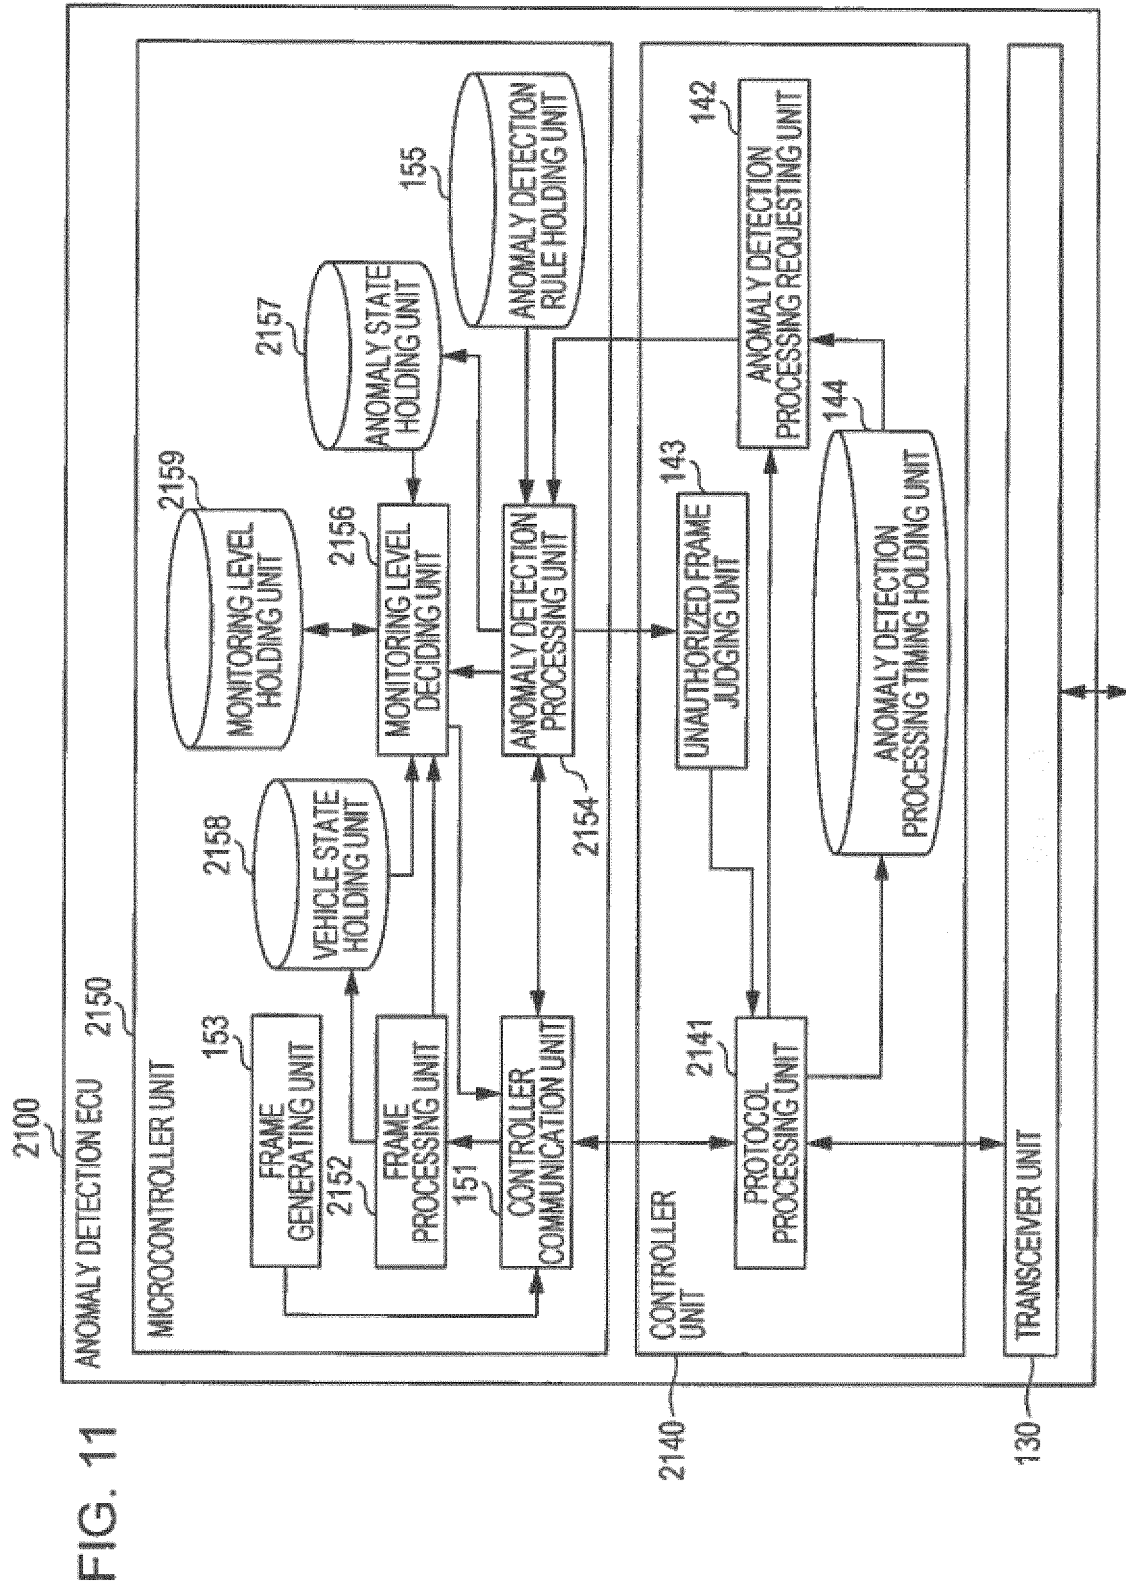 FIG. 11
2100
ANOMALY DETECTION ECU
2150
MICROCONTROLLER UNIT
153
FRAME
GENERATING UNIT
2158
VEHICLE STATE
HOLDING UNIT
2159
MONITORING LEVEL
HOLDING UNIT
2157
ANOMALY STATE
HOLDING UNIT
2152
FRAME
PROCESSING UNIT
2156
MONITORING LEVEL
DECIDING UNIT
155
ANOMALY DETECTION
RULE HOLDING UNIT
151
CONTROLLER
COMMUNICATION UNIT
ANOMALY DETECTION
PROCESSING UNIT
2154
2140
CONTROLLER
UNIT
2141
PROTOCOL
PROCESSING UNIT
143
UNAUTHORIZED FRAME
JUDGING UNIT
142
ANOMALY DETECTION
PROCESSING REQUESTING UNIT
144
ANOMALY DETECTION
PROCESSING TIMING HOLDING UNIT
130
TRANSCEIVER UNIT